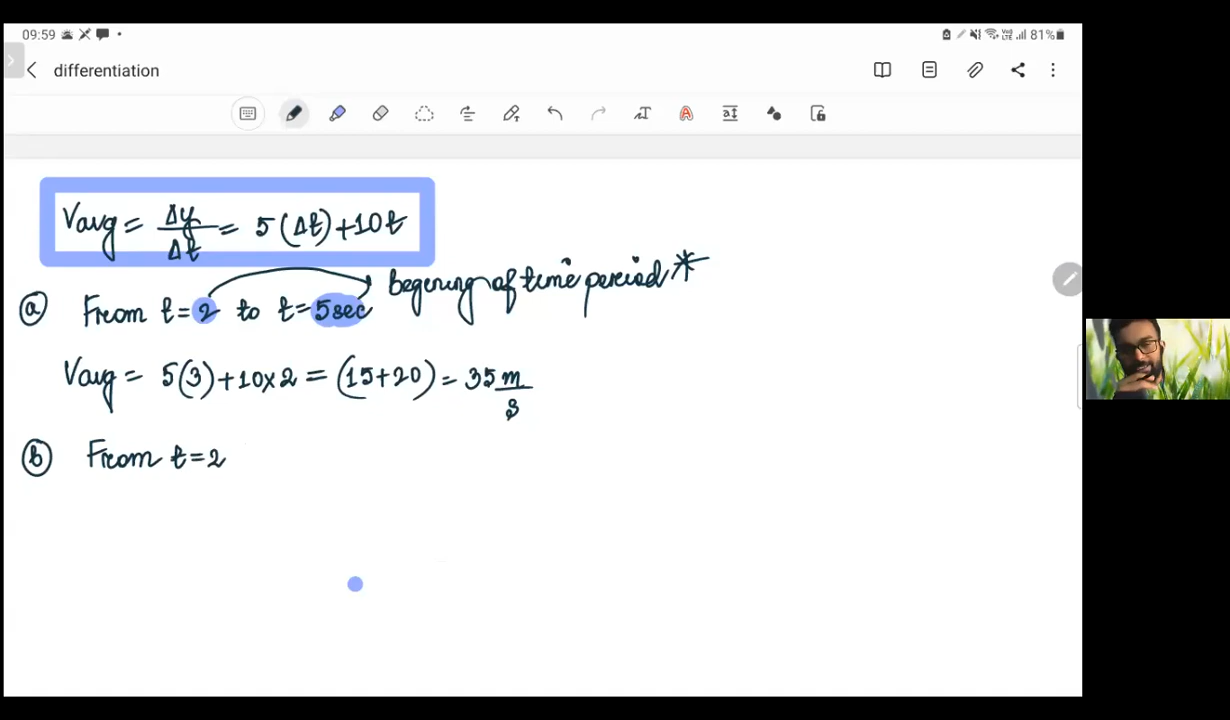 09:59
81%
differentiation
Vavg = Δy/Δt = 5(Δt)+10t
Begening of time period *
(a) From t=2 to t=5sec
Vavg = 5(3)+10×2 = (15+20) = 35 m/s
(b) From t=2